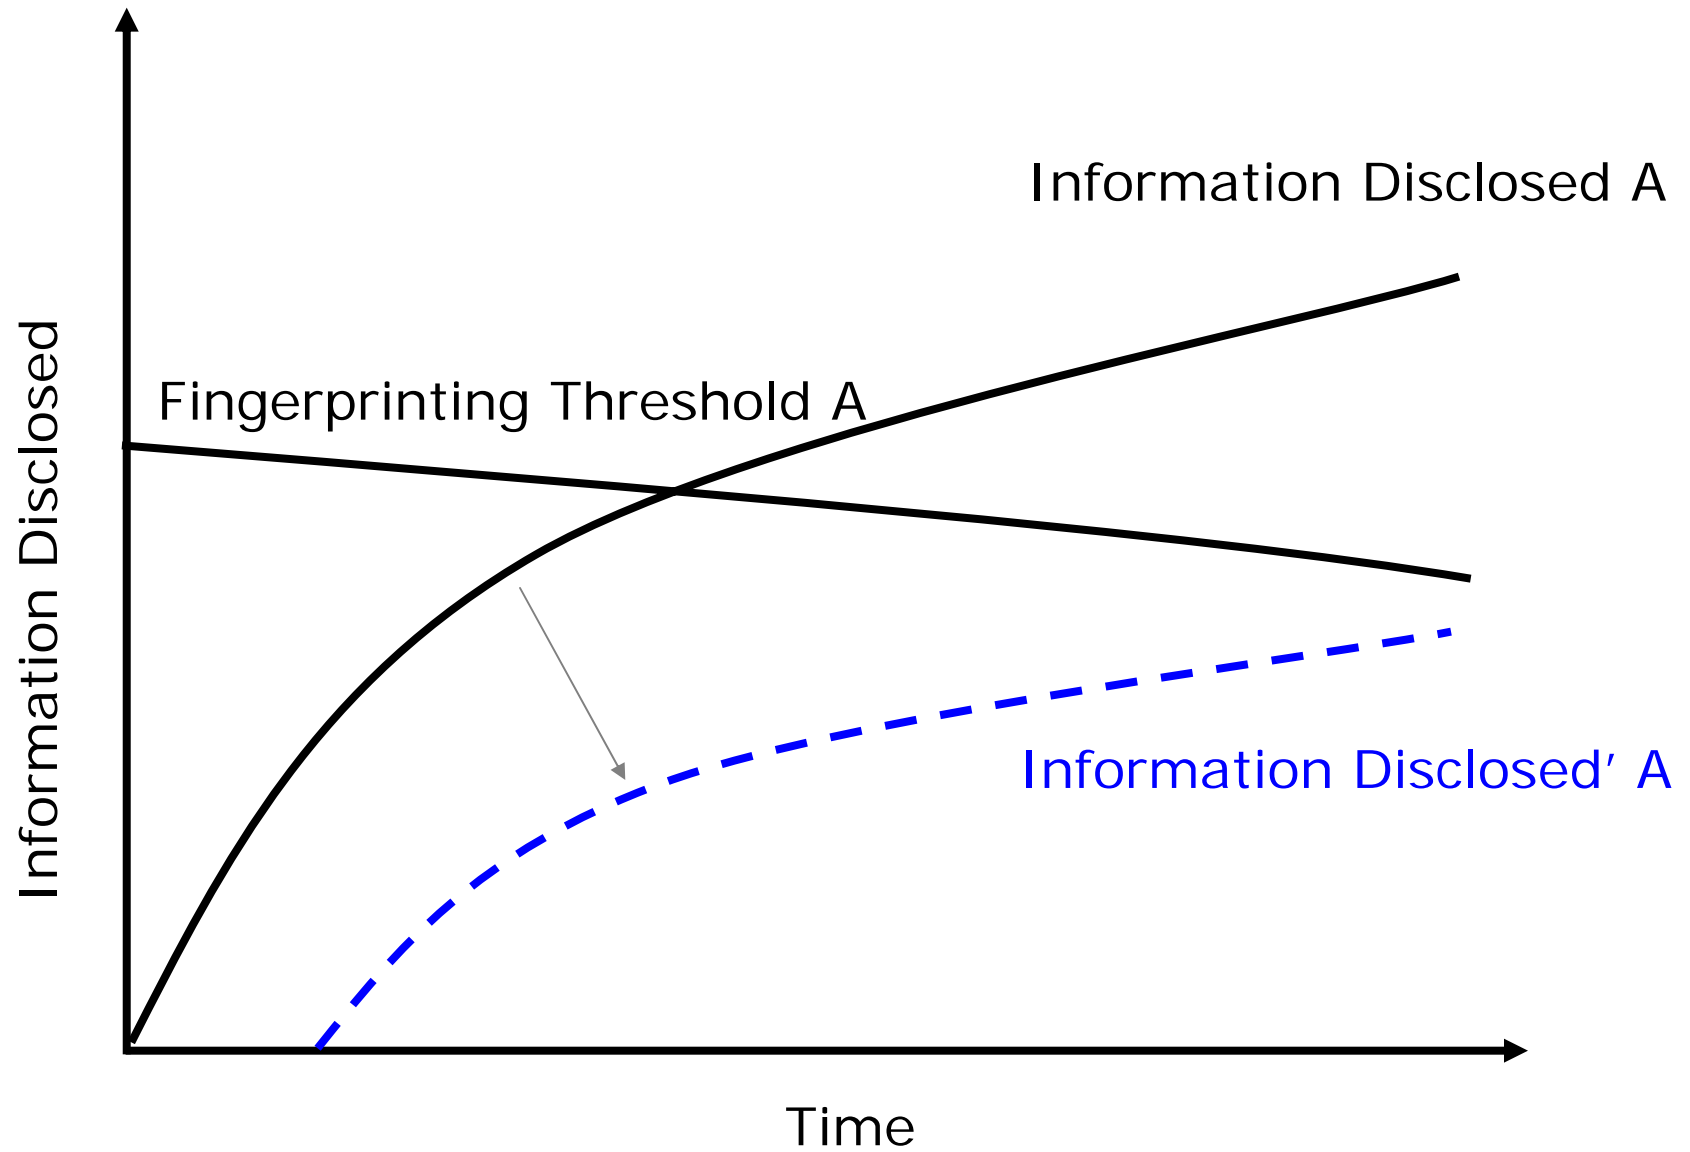 Information Disclosed A
Fingerprinting Threshold A
Information Disclosed
Information Disclosed' A
Time